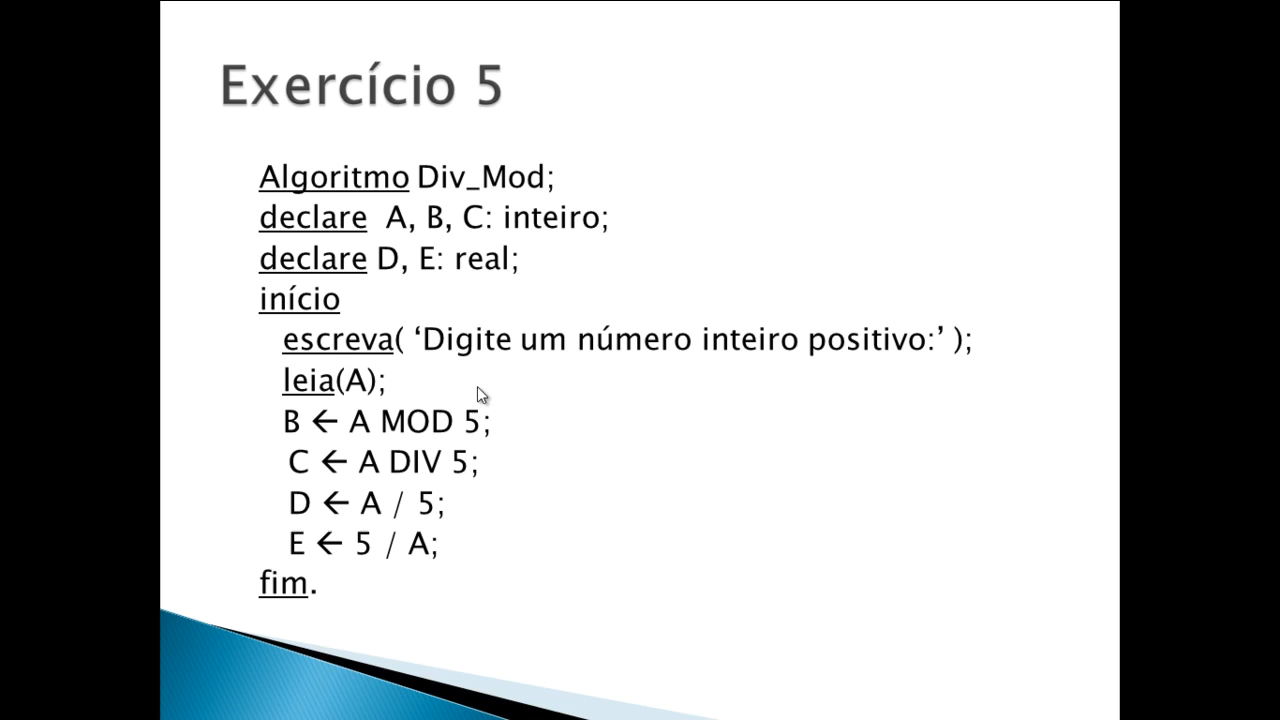 Exercício 5
Algoritmo Div_Mod;
declare A, B, C: inteiro;
declare D, E: real;
início
escreva( ‘Digite um número inteiro positivo:’ );
leia(A);
B ← A MOD 5;
C ← A DIV 5;
D ← A / 5;
E ← 5 / A;
fim.